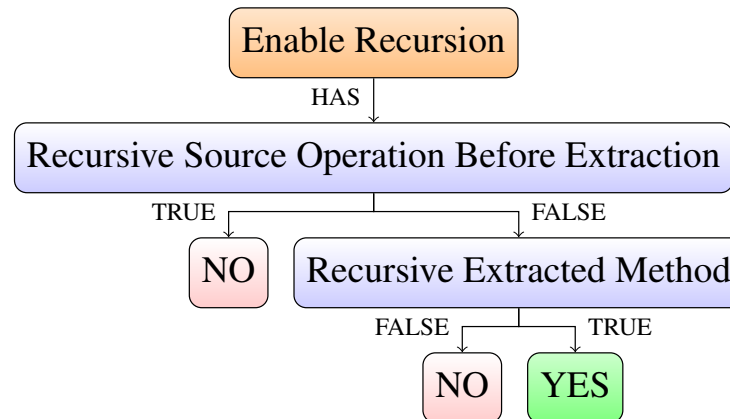 Enable Recursion
HAS
Recursive Source Operation Before Extraction
TRUE
FALSE
NO
Recursive Extracted Method
FALSE
TRUE
NO
YES